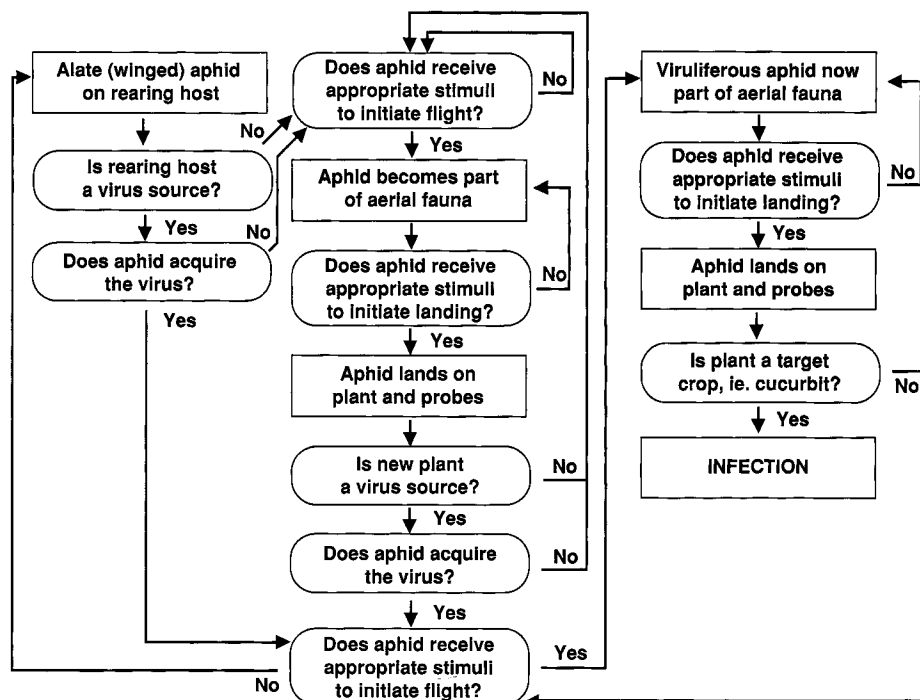 Alate (winged) aphid
on rearing host
No
Is rearing host
a virus source?
Yes
No
Does aphid acquire
the virus?
Yes
Does aphid receive
appropriate stimuli
to initiate flight?
No
Yes
Aphid becomes part
of aerial fauna
Does aphid receive
appropriate stimuli
to initiate landing?
No
Yes
Aphid lands on
plant and probes
Is new plant
a virus source?
No
Yes
Does aphid acquire
the virus?
No
Yes
Does aphid receive
appropriate stimuli
to initiate flight?
No
Yes
Viruliferous aphid now
part of aerial fauna
Does aphid receive
appropriate stimuli
to initiate landing?
No
Yes
Aphid lands on
plant and probes
Is plant a target
crop, ie. cucurbit?
No
Yes
INFECTION